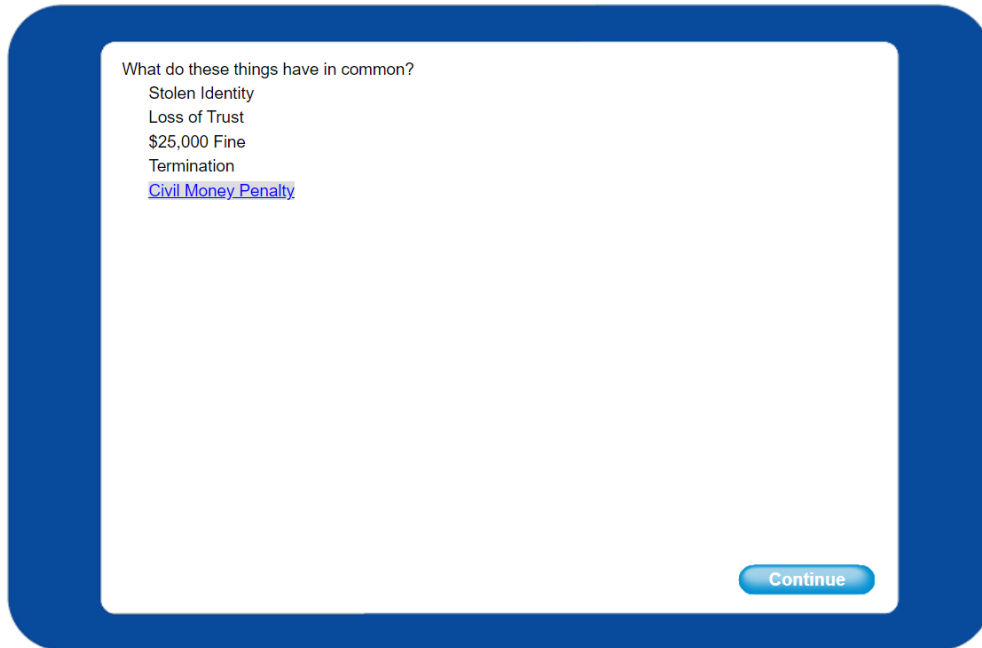 What do these things have in common?
Stolen Identity
Loss of Trust
$25,000 Fine
Termination
Civil Money Penalty
Continue